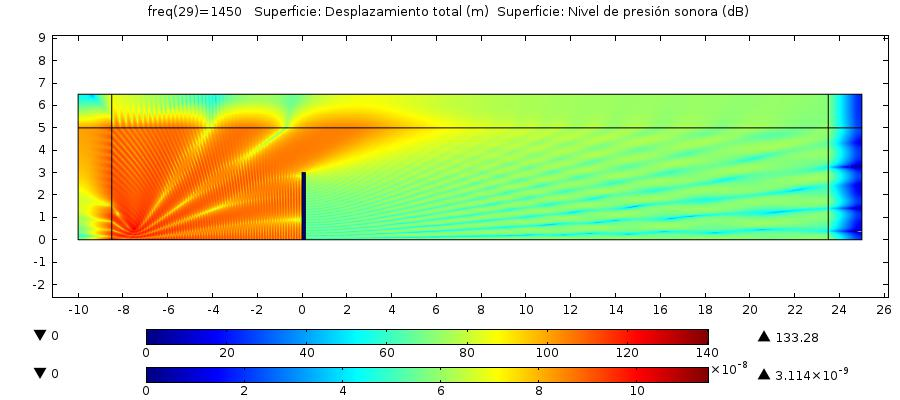 freq(29)=1450 Superficie: Desplazamiento total (m) Superficie: Nivel de presión sonora (dB)
9
8
7
6
5
4
3
2
1
0
-1
-2
-10 -8 -6 -4 -2 0 2 4 6 8 10 12 14 16 18 20 22 24 26
▼ 0 ▲ 133.28
0 20 40 60 80 100 120 140
×10⁻⁸
▼ 0 ▲ 3.114×10⁻⁹
0 2 4 6 8 10